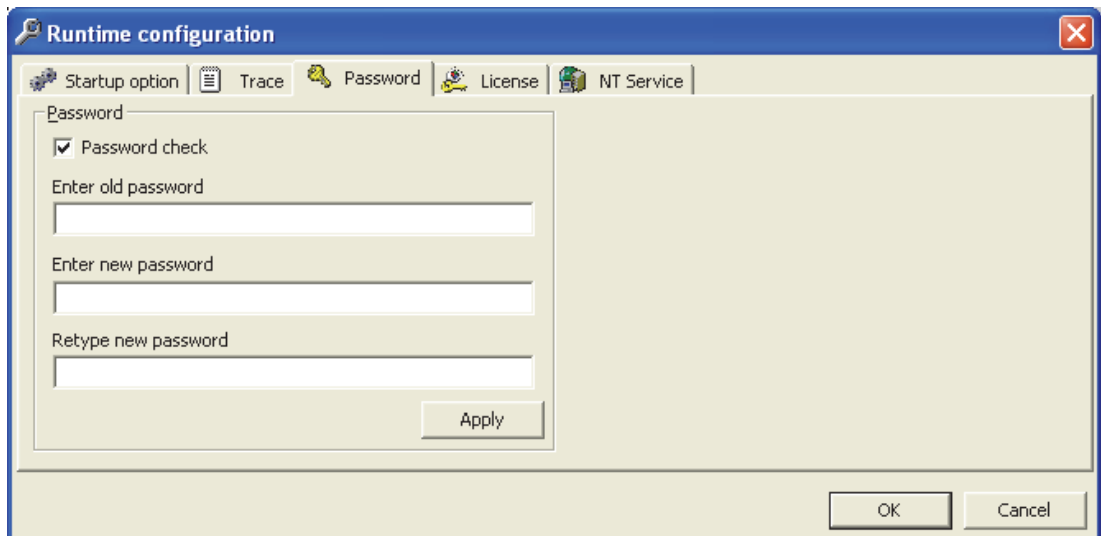 Runtime configuration
Startup option Trace Password License NT Service
Password
Password check
Enter old password
Enter new password
Retype new password
Apply
OK Cancel